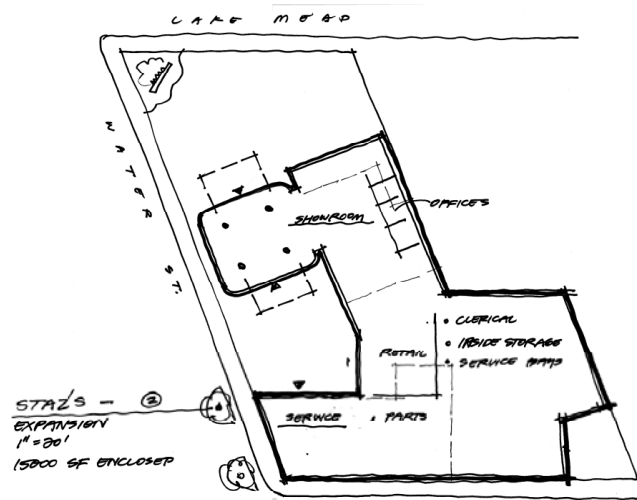 LAKE MEAD
WATER ST.
OFFICES
SHOWROOM
• CLERICAL
• INSIDE STORAGE
RETAIL
• SERVICE BAYS
STAZ'S - ②
EXPANSION
1" = 20'
15000 SF ENCLOSED
SERVICE • PARTS